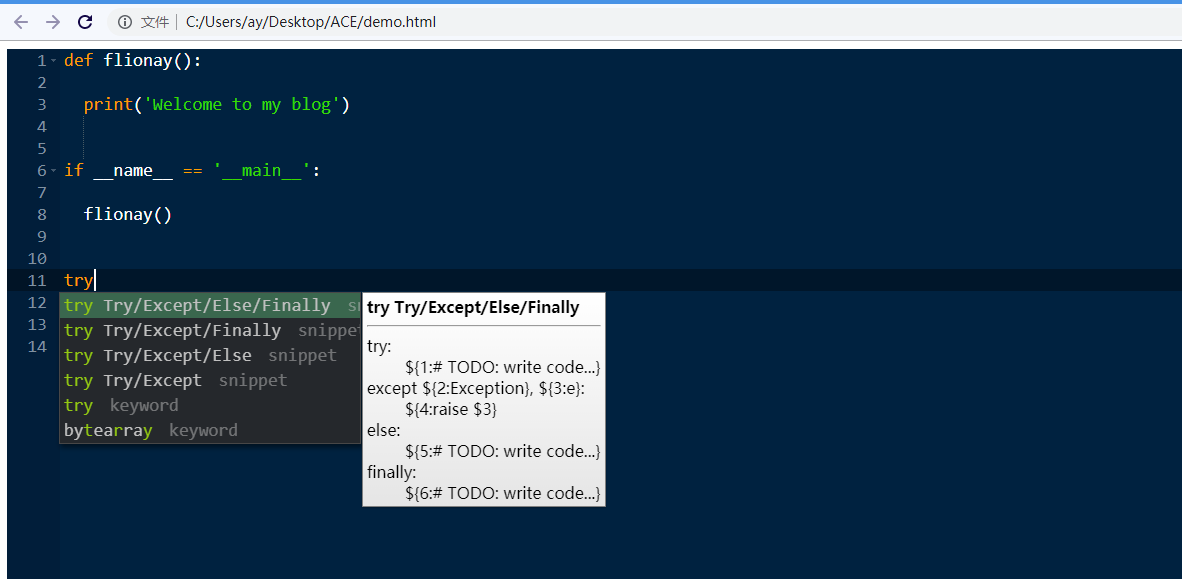 文件 | C:/Users/ay/Desktop/ACE/demo.html
1 def flionay():
2
3 print('Welcome to my blog')
4
5
6 if __name__ == '__main__':
7
8 flionay()
9
10
11 try
12
13
14
try Try/Except/Else/Finally sn
try Try/Except/Finally snippet
try Try/Except/Else snippet
try Try/Except snippet
try keyword
bytearray keyword
try Try/Except/Else/Finally
try:
${1:# TODO: write code...}
except ${2:Exception}, ${3:e}:
${4:raise $3}
else:
${5:# TODO: write code...}
finally:
${6:# TODO: write code...}